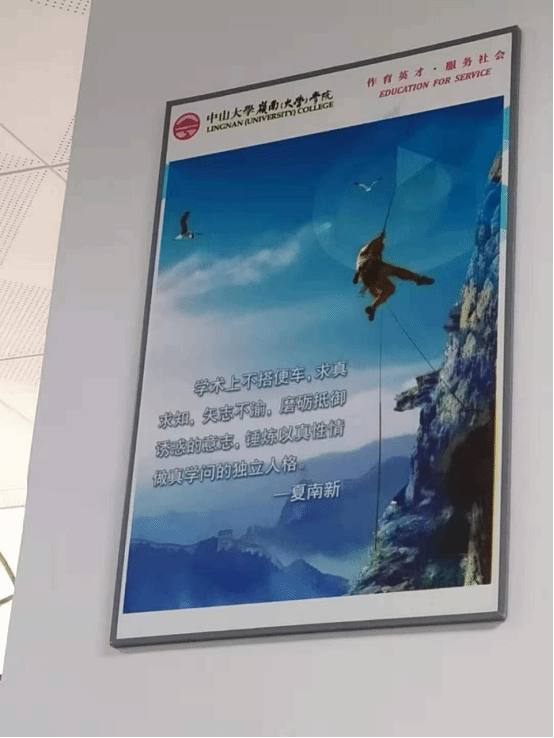 中山大學嶺南(大學)學院
LINGNAN (UNIVERSITY) COLLEGE
作育英才·服务社会
EDUCATION FOR SERVICE
学术上不搭便车，求真
求知，矢志不渝，磨砺抵御
诱惑的意志，锤炼以真性情
做真学问的独立人格。
—夏南新